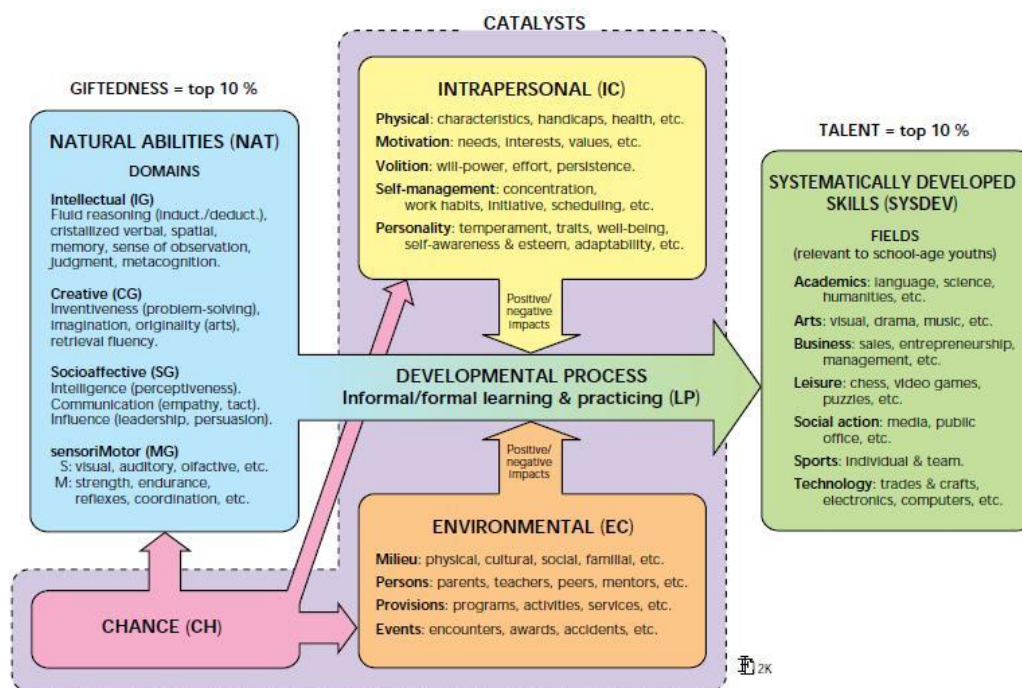 CATALYSTS
GIFTEDNESS = top 10 %
NATURAL ABILITIES (NAT)
DOMAINS
Intellectual (IG)
Fluid reasoning (induct./deduct.),
cristallized verbal, spatial,
memory, sense of observation,
judgment, metacognition.
Creative (CG)
Inventiveness (problem-solving),
imagination, originality (arts),
retrieval fluency.
Socioaffective (SG)
Intelligence (perceptiveness).
Communication (empathy, tact).
Influence (leadership, persuasion).
sensoriMotor (MG)
S: visual, auditory, olfactive, etc.
M: strength, endurance,
reflexes, coordination, etc.
INTRAPERSONAL (IC)
Physical: characteristics, handicaps, health, etc.
Motivation: needs, interests, values, etc.
Volition: will-power, effort, persistence.
Self-management: concentration,
work habits, initiative, scheduling, etc.
Personality: temperament, traits, well-being,
self-awareness & esteem, adaptability, etc.
Positive/
negative
impacts
DEVELOPMENTAL PROCESS
Informal/formal learning & practicing (LP)
Positive/
negative
impacts
ENVIRONMENTAL (EC)
Milieu: physical, cultural, social, familial, etc.
Persons: parents, teachers, peers, mentors, etc.
Provisions: programs, activities, services, etc.
Events: encounters, awards, accidents, etc.
CHANCE (CH)
TALENT = top 10 %
SYSTEMATICALLY DEVELOPED
SKILLS (SYSDEV)
FIELDS
(relevant to school-age youths)
Academics: language, science,
humanities, etc.
Arts: visual, drama, music, etc.
Business: sales, entrepreneurship,
management, etc.
Leisure: chess, video games,
puzzles, etc.
Social action: media, public
office, etc.
Sports: individual & team.
Technology: trades & crafts,
electronics, computers, etc.
2K